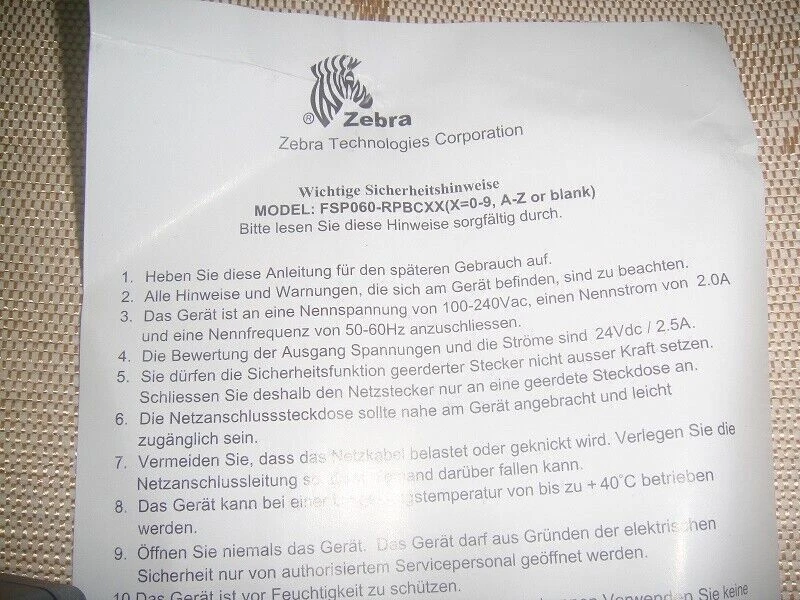 ® Zebra
Zebra Technologies Corporation
Wichtige Sicherheitshinweise
MODEL: FSP060-RPBCXX(X=0-9, A-Z or blank)
Bitte lesen Sie diese Hinweise sorgfältig durch.
1. Heben Sie diese Anleitung für den späteren Gebrauch auf.
2. Alle Hinweise und Warnungen, die sich am Gerät befinden, sind zu beachten.
3. Das Gerät ist an eine Nennspannung von 100-240Vac, einen Nennstrom von 2.0A
und eine Nennfrequenz von 50-60Hz anzuschliessen.
4. Die Bewertung der Ausgang Spannungen und die Ströme sind 24Vdc / 2.5A.
5. Sie dürfen die Sicherheitsfunktion geerderter Stecker nicht ausser Kraft setzen.
Schliessen Sie deshalb den Netzstecker nur an eine geerdete Steckdose an.
6. Die Netzanschlusssteckdose sollte nahe am Gerät angebracht und leicht
zugänglich sein.
7. Vermeiden Sie, dass das Netzkabel belastet oder geknickt wird. Verlegen Sie die
Netzanschlussleitung so darüber fallen kann.
8. Das Gerät kann bei einer von bis zu + 40°C betrieben
werden.
9. Öffnen Sie niemals das Gerät. Das Gerät darf aus Gründen der elektrischen
Sicherheit nur von authorisiertem Servicepersonal geöffnet werden.
10. Das Gerät ist vor Feuchtigkeit zu schützen.
Verwenden Sie keine